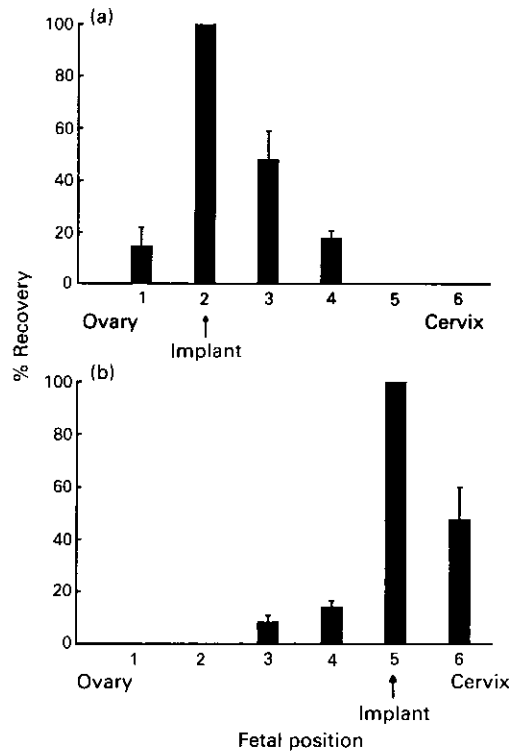 (a)
100
80
60
40
20
0
1 2 3 4 5 6
Ovary Cervix
Implant
% Recovery
(b)
100
80
60
40
20
0
1 2 3 4 5 6
Ovary Cervix
Implant
Fetal position